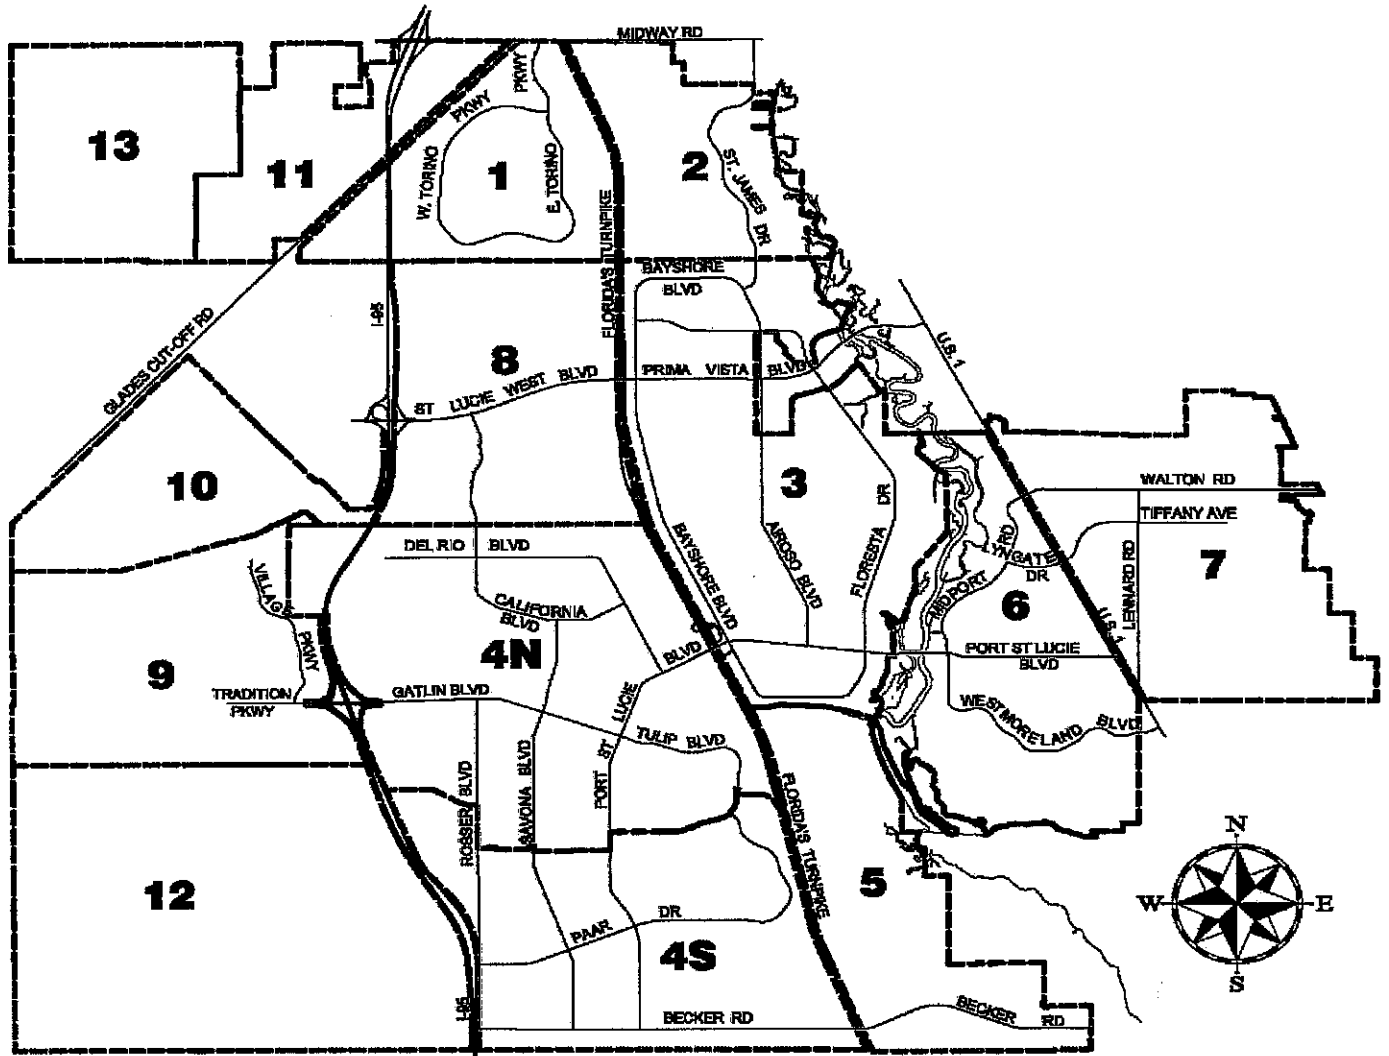 MIDWAY RD
PKWY
PKWY
13
11
W. TORINO
1
E. TORINO
2
ST. JAMES DR
FLORIDA'S TURNPIKE
BAYSHORE
BLVD
I-95
GLADES CUT-OFF RD
8
U.S. 1
ST LUCIE WEST BLVD
PRIMA VISTA BLVD
10
3
WALTON RD
TIFFANY AVE
DEL RIO BLVD
BAYSHORE BLVD
AIROSO BLVD
FLORESTA DR
LYNGATE
DR
RD
MIDPORT
7
LENNARD RD
VILLAGE
PKWY
CALIFORNIA
BLVD
6
U.S. 1
4N
9
PORT ST LUCIE
BLVD
TRADITION
PKWY
GATLIN BLVD
PORT ST LUCIE BLVD
WESTMORELAND BLVD
TULIP BLVD
ROSSER BLVD
SAVONA BLVD
FLORIDA'S TURNPIKE
12
5
N
W
E
S
PAAR DR
4S
I-95
BECKER RD
BECKER RD